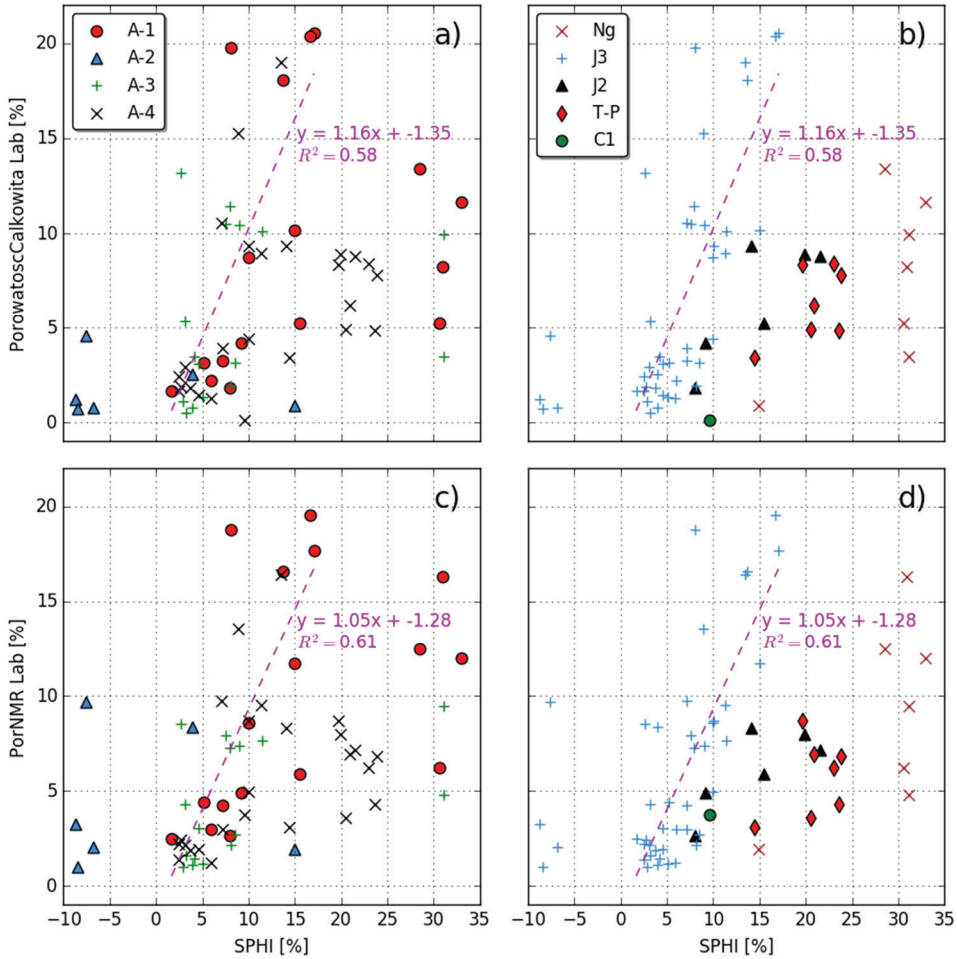 A-1
A-2
A-3
A-4
a)
y = 1.16x + -1.35
R² = 0.58
PorowatoscCalkowita Lab [%]
20
15
10
5
0
Ng
J3
J2
T-P
C1
b)
y = 1.16x + -1.35
R² = 0.58
c)
y = 1.05x + -1.28
R² = 0.61
PorNMR Lab [%]
20
15
10
5
0
−10 −5 0 5 10 15 20 25 30 35
SPHI [%]
d)
y = 1.05x + -1.28
R² = 0.61
−10 −5 0 5 10 15 20 25 30 35
SPHI [%]